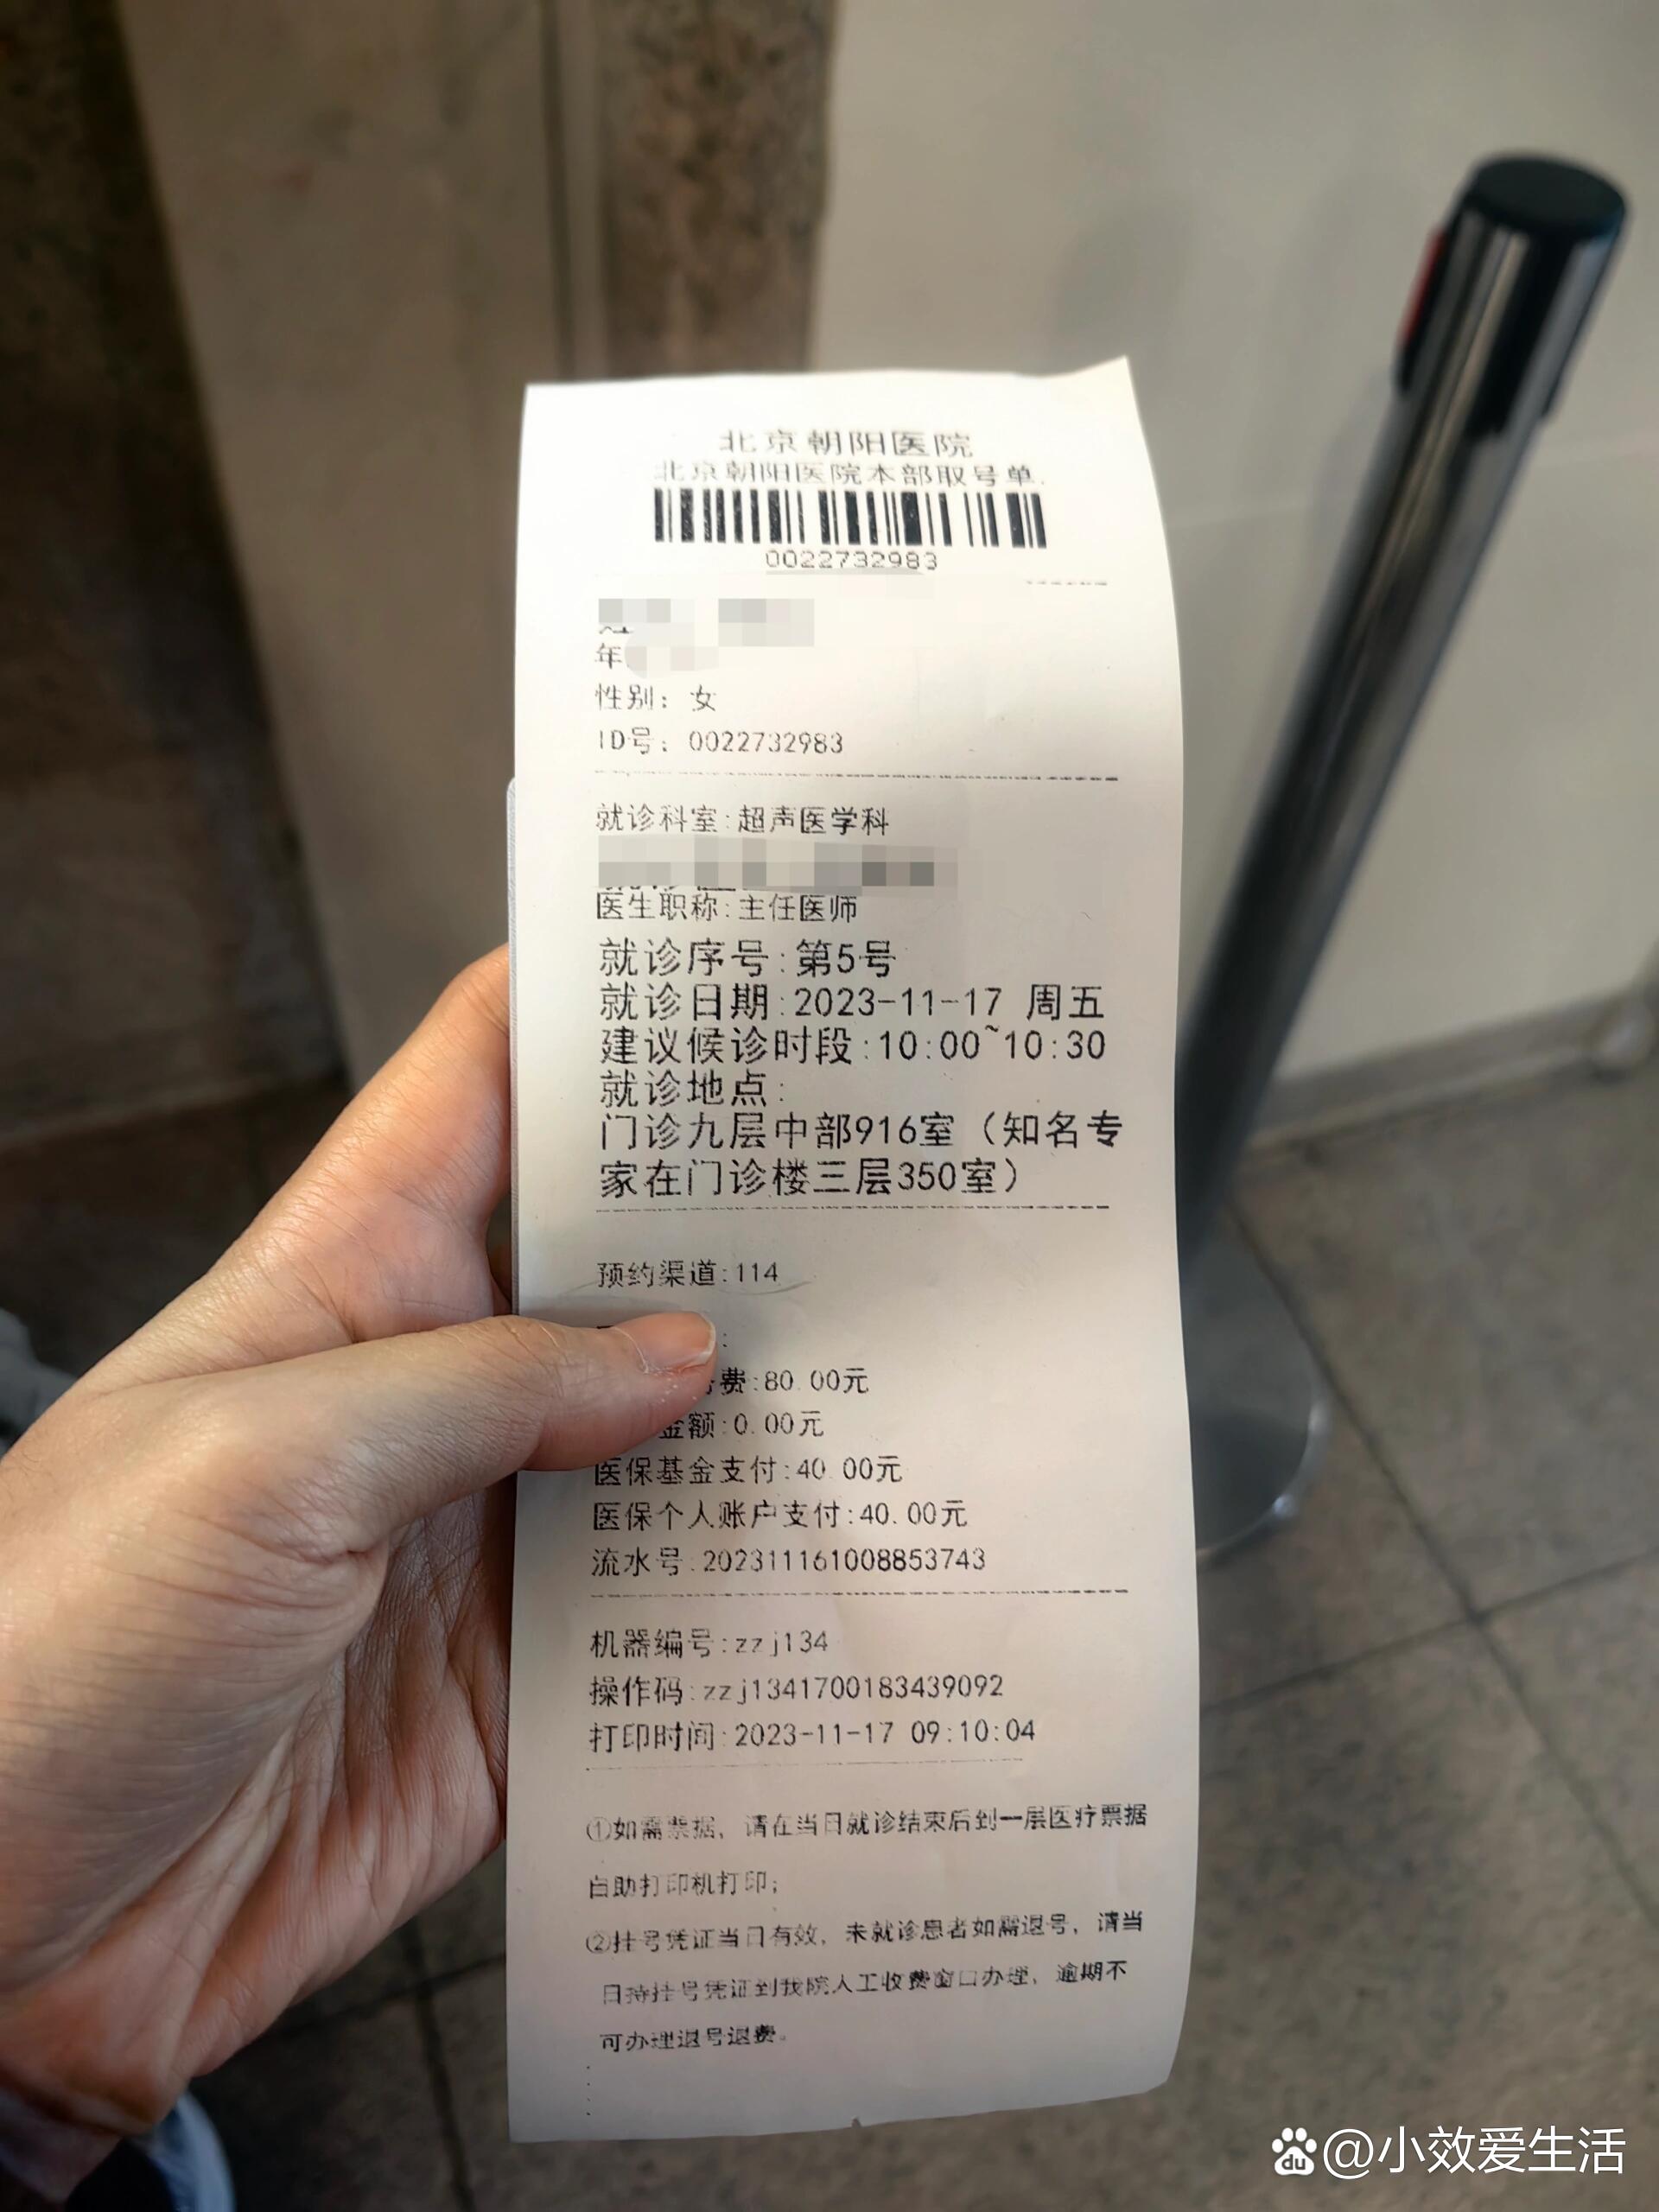 北京朝阳医院
北京朝阳医院本部取号单
0022732983
年
性别：女
ID号：0022732983
就诊科室:超声医学科
医生职称:主任医师
就诊序号:第5号
就诊日期:2023-11-17 周五
建议候诊时段:10:00~10:30
就诊地点:
门诊九层中部916室（知名专
家在门诊楼三层350室）
预约渠道:114
费:80.00元
金额:0.00元
医保基金支付:40.00元
医保个人账户支付:40.00元
流水号:202311161008853743
机器编号:zzj134
操作码:zzj1341700183439092
打印时间:2023-11-17 09:10:04
①如需票据，请在当日就诊结束后到一层医疗票据
自助打印机打印；
②挂号凭证当日有效，未就诊患者如需退号，请当
日持挂号凭证到我院人工收费窗口办理，逾期不
可办理退号退费。
du @小效爱生活